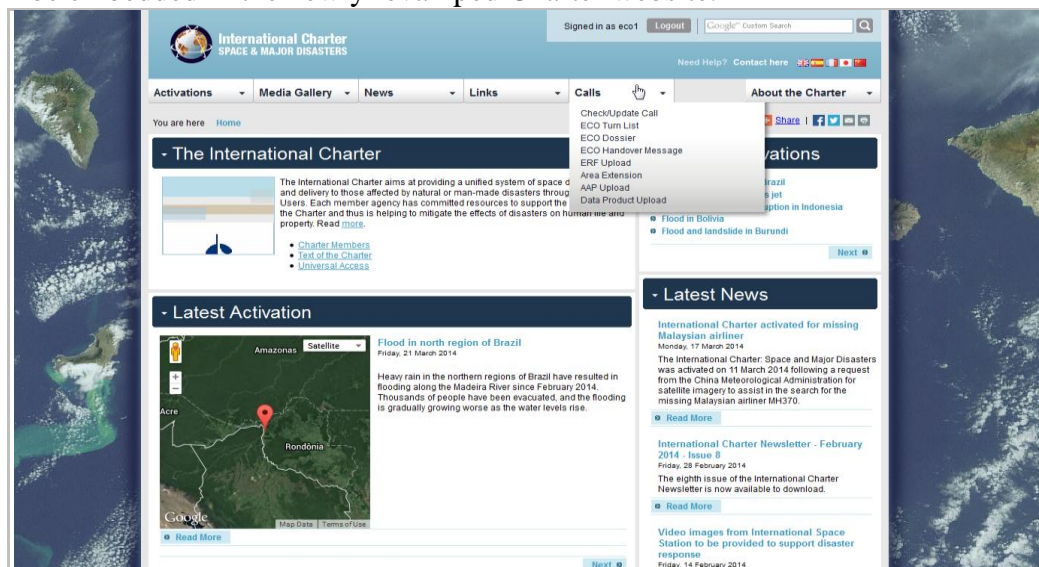 International Charter
SPACE & MAJOR DISASTERS
Signed in as eco1 Logout Google™ Custom Search
Need Help? Contact here
Activations Media Gallery News Links Calls About the Charter
You are here Home
Share |
Check/Update Call
ECO Turn List
ECO Dossier
ECO Handover Message
ERF Upload
Area Extension
AAP Upload
Data Product Upload
The International Charter
The International Charter aims at providing a unified system of space
and delivery to those affected by natural or man-made disasters
Users. Each member agency has committed resources to support the
the Charter and thus is helping to mitigate the effects of disasters on human life and
property. Read more.
Charter Members
Text of the Charter
Universal Access
Flood in Bolivia
Flood and landslide in Burundi
Next
Latest Activation
Amazonas
Satellite
Acre
Rondônia
Google
Map Data Terms of Use
Flood in north region of Brazil
Friday, 21 March 2014
Heavy rain in the northern regions of Brazil have resulted in
flooding along the Madeira River since February 2014.
Thousands of people have been evacuated, and the flooding
is gradually growing worse as the water levels rise.
Read More
Next
Latest News
International Charter activated for missing
Malaysian airliner
Monday, 17 March 2014
The International Charter: Space and Major Disasters
was activated on 11 March 2014 following a request
from the China Meteorological Administration for
satellite imagery to assist in the search for the
missing Malaysian airliner MH370.
Read More
International Charter Newsletter - February
2014 - Issue 8
Friday, 28 February 2014
The eighth issue of the International Charter
Newsletter is now available to download.
Read More
Video images from International Space
Station to be provided to support disaster
response
Friday, 14 February 2014